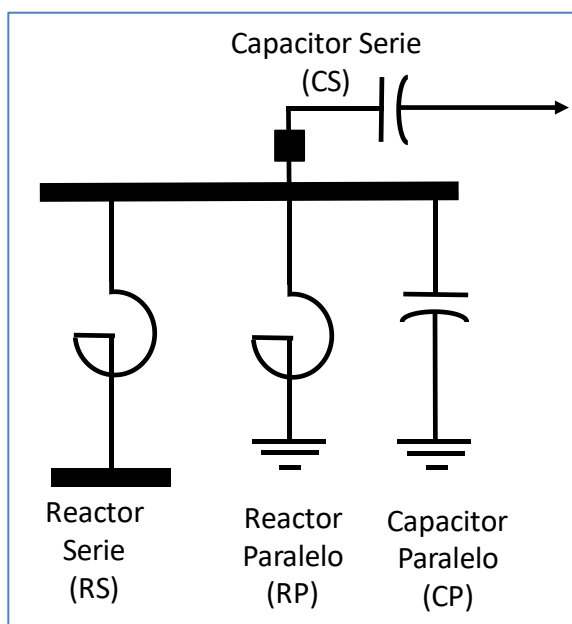 Capacitor Serie
(CS)
Reactor
Serie
(RS)
Reactor
Paralelo
(RP)
Capacitor
Paralelo
(CP)